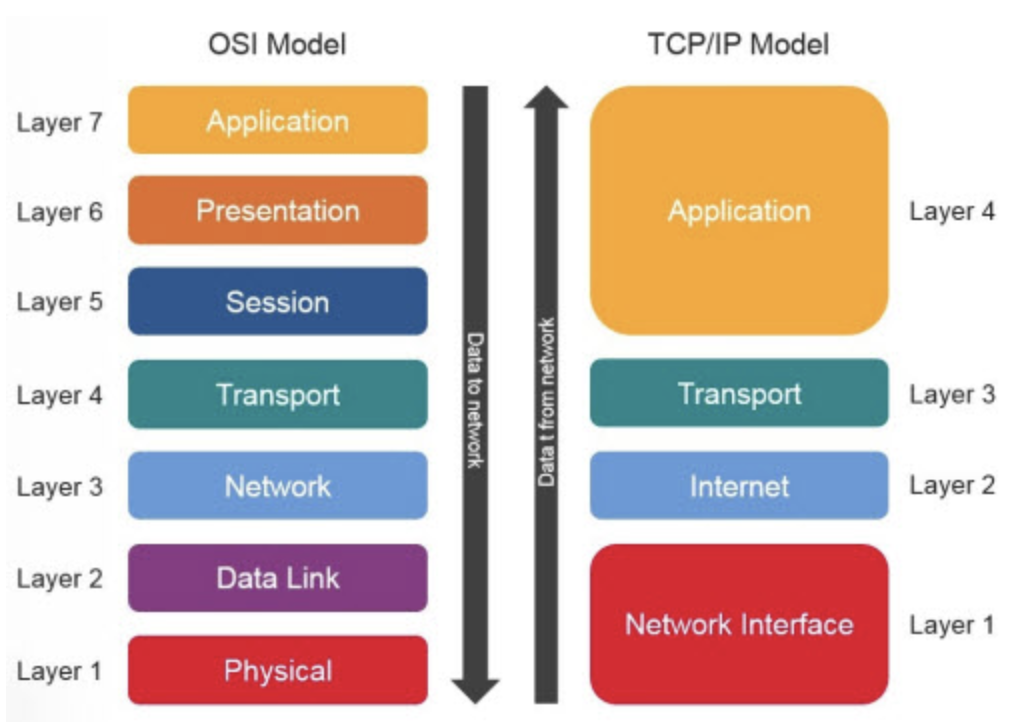 OSI Model
TCP/IP Model
Layer 7
Application
Layer 6
Presentation
Application
Layer 4
Layer 5
Session
Data to network
Data t from network
Layer 4
Transport
Transport
Layer 3
Layer 3
Network
Internet
Layer 2
Layer 2
Data Link
Network Interface
Layer 1
Layer 1
Physical